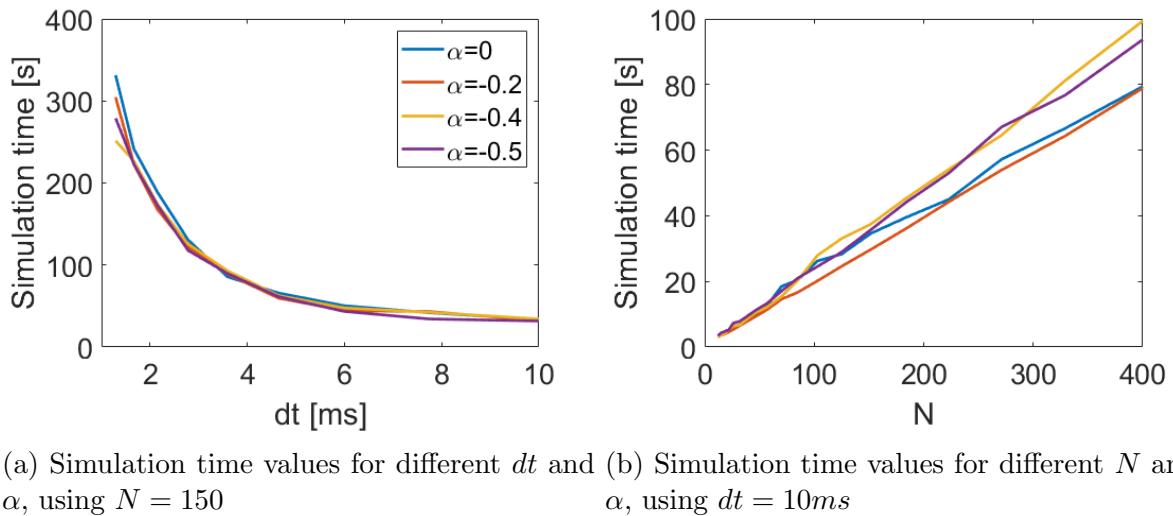 400
300
200
100
0
Simulation time [s]
2 4 6 8 10
dt [ms]
α=0
α=-0.2
α=-0.4
α=-0.5
100
80
60
40
20
0
Simulation time [s]
0 100 200 300 400
N
(a) Simulation time values for different dt and
α, using N = 150
(b) Simulation time values for different N
α, using dt = 10ms